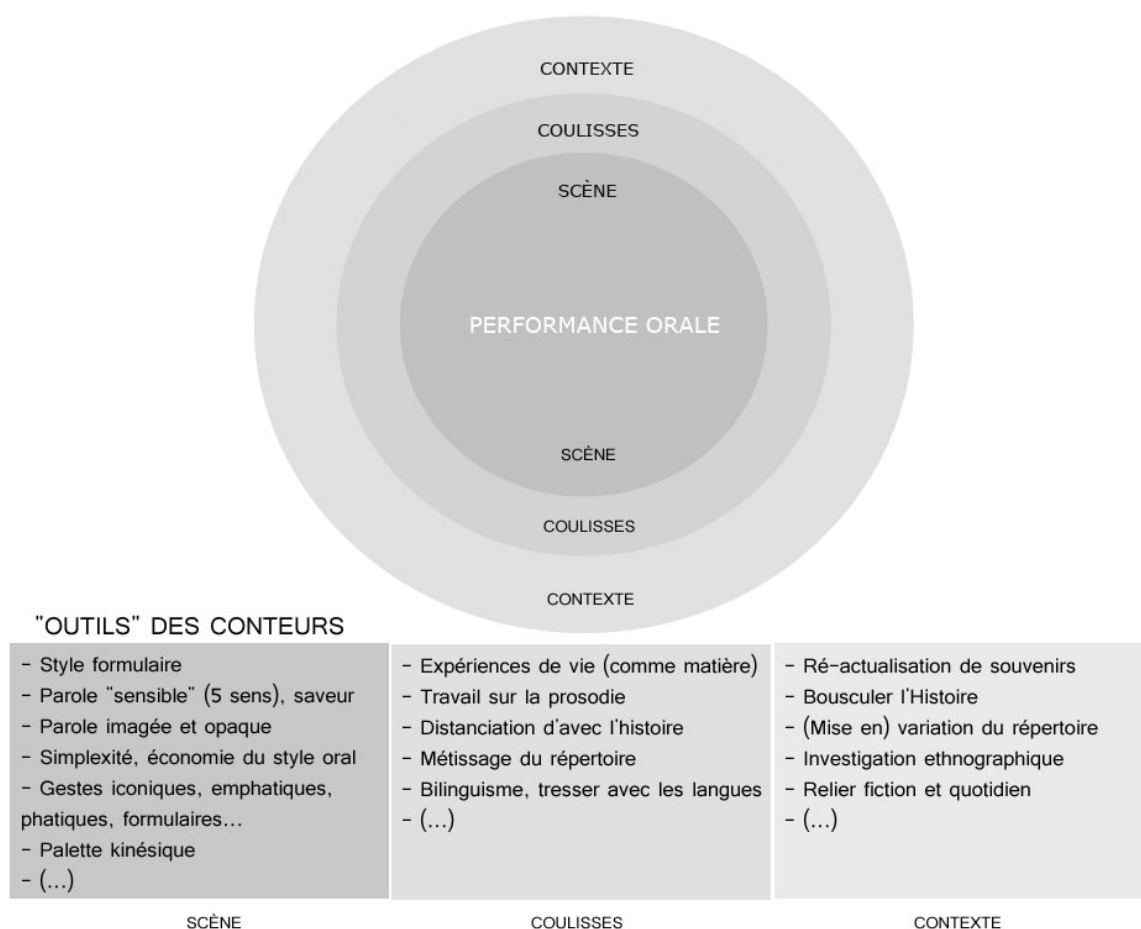 CONTEXTE
COULISSES
SCÈNE
PERFORMANCE ORALE
SCÈNE
COULISSES
CONTEXTE
"OUTILS" DES CONTEURS
- Style formulaire
- Parole "sensible" (5 sens), saveur
- Parole imagée et opaque
- Simplexité, économie du style oral
- Gestes iconiques, emphatiques,
phatiques, formulaires...
- Palette kinésique
- (...)
- Expériences de vie (comme matière)
- Travail sur la prosodie
- Distanciation d'avec l'histoire
- Métissage du répertoire
- Bilinguisme, tresser avec les langues
- (...)
- Ré-actualisation de souvenirs
- Bousculer l'Histoire
- (Mise en) variation du répertoire
- Investigation ethnographique
- Relier fiction et quotidien
- (...)
SCÈNE
COULISSES
CONTEXTE